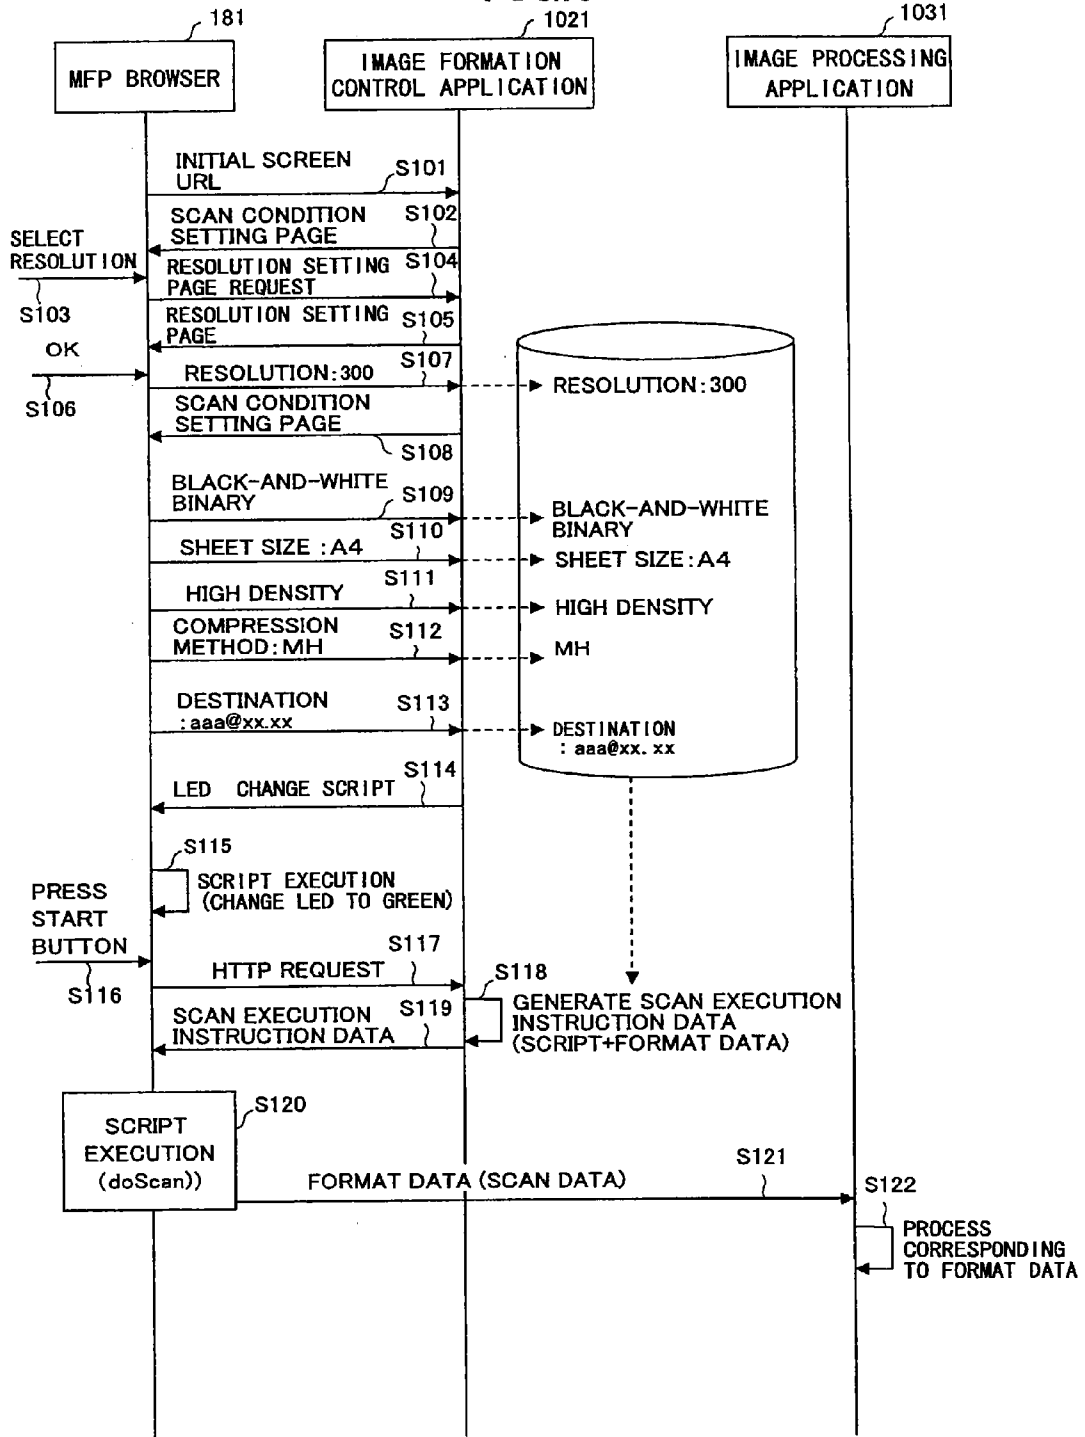 181
1021
1031
MFP BROWSER
IMAGE FORMATION
CONTROL APPLICATION
IMAGE PROCESSING
APPLICATION
INITIAL SCREEN
URL
S101
SCAN CONDITION
SETTING PAGE
S102
SELECT
RESOLUTION
S103
RESOLUTION SETTING
PAGE REQUEST
S104
RESOLUTION SETTING
PAGE
S105
OK
S106
RESOLUTION:300
S107
RESOLUTION:300
SCAN CONDITION
SETTING PAGE
S108
BLACK-AND-WHITE
BINARY
S109
BLACK-AND-WHITE
BINARY
SHEET SIZE :A4
S110
SHEET SIZE:A4
HIGH DENSITY
S111
HIGH DENSITY
COMPRESSION
METHOD:MH
S112
MH
DESTINATION
:aaa@xx.xx
S113
DESTINATION
: aaa@xx. xx
LED CHANGE SCRIPT
S114
S115
SCRIPT EXECUTION
(CHANGE LED TO GREEN)
PRESS
START
BUTTON
S116
HTTP REQUEST
S117
S118
GENERATE SCAN EXECUTION
INSTRUCTION DATA
(SCRIPT+FORMAT DATA)
SCAN EXECUTION
INSTRUCTION DATA
S119
SCRIPT
EXECUTION
(doScan))
S120
FORMAT DATA (SCAN DATA)
S121
S122
PROCESS
CORRESPONDING
TO FORMAT DATA